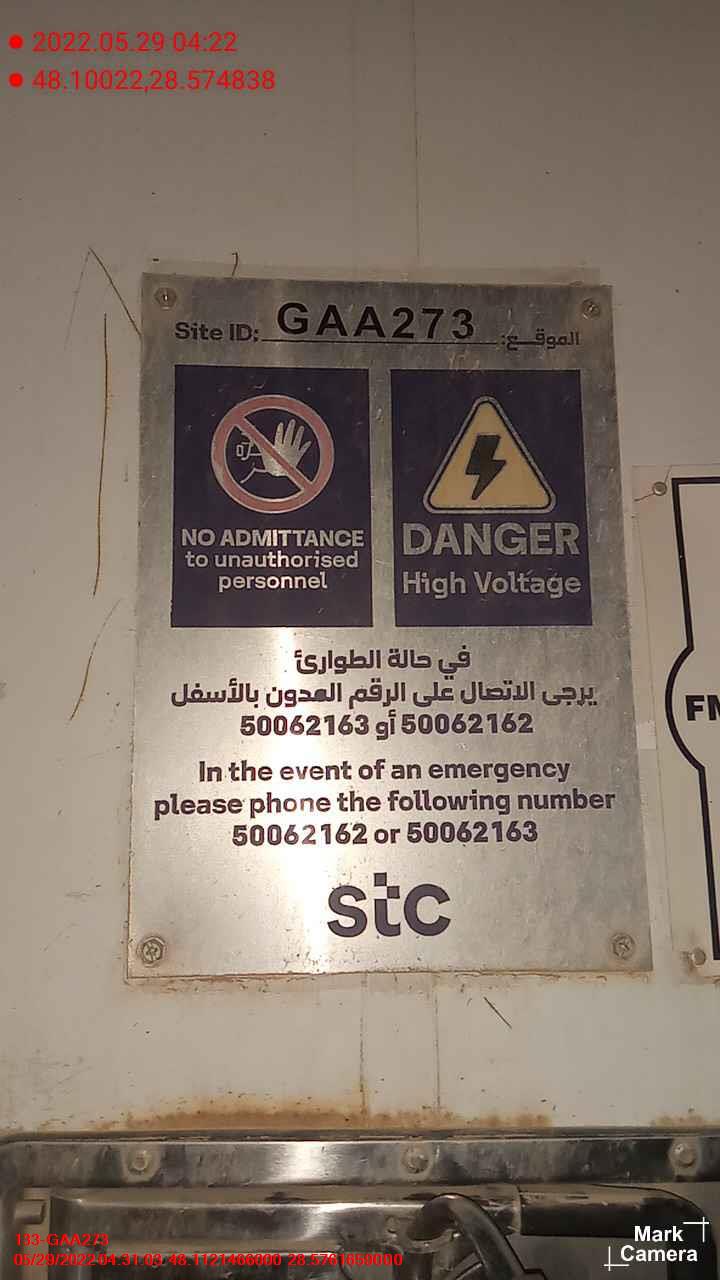 2022.05.29 04:22
48.10022,28.574838
Site ID: GAA273 الموقع:
NO ADMITTANCE
to unauthorised
personnel
DANGER
High Voltage
في حالة الطوارئ
يرجى الاتصال على الرقم المدون بالأسفل
50062162 أو 50062163
In the event of an emergency
please phone the following number
50062162 or 50062163
stc
FM
133-GAA273
05/29/2022 04:31:03 48.1121466000 28.5761659000
Mark
Camera